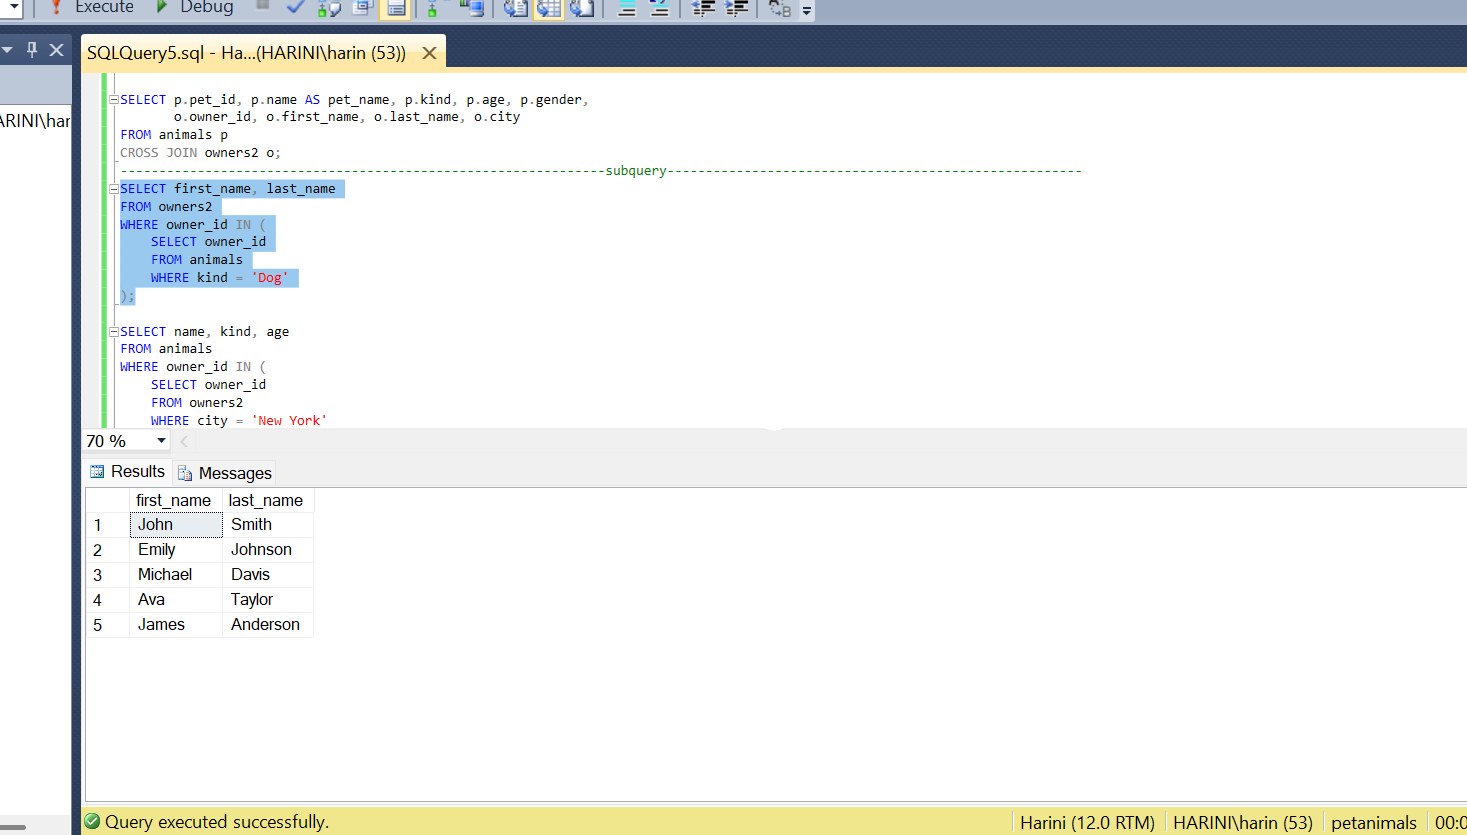 Execute Debug
SQLQuery5.sql - Ha...(HARINI\harin (53))
ARINI\har
SELECT p.pet_id, p.name AS pet_name, p.kind, p.age, p.gender,
o.owner_id, o.first_name, o.last_name, o.city
FROM animals p
CROSS JOIN owners2 o;
---------------------------------------------------------------subquery------------------------------------------------------
SELECT first_name, last_name
FROM owners2
WHERE owner_id IN (
SELECT owner_id
FROM animals
WHERE kind = 'Dog'
);
SELECT name, kind, age
FROM animals
WHERE owner_id IN (
SELECT owner_id
FROM owners2
WHERE city = 'New York'
70 %
Results Messages
first_name last_name
1 John Smith
2 Emily Johnson
3 Michael Davis
4 Ava Taylor
5 James Anderson
Query executed successfully. Harini (12.0 RTM) HARINI\harin (53) petanimals 00:0